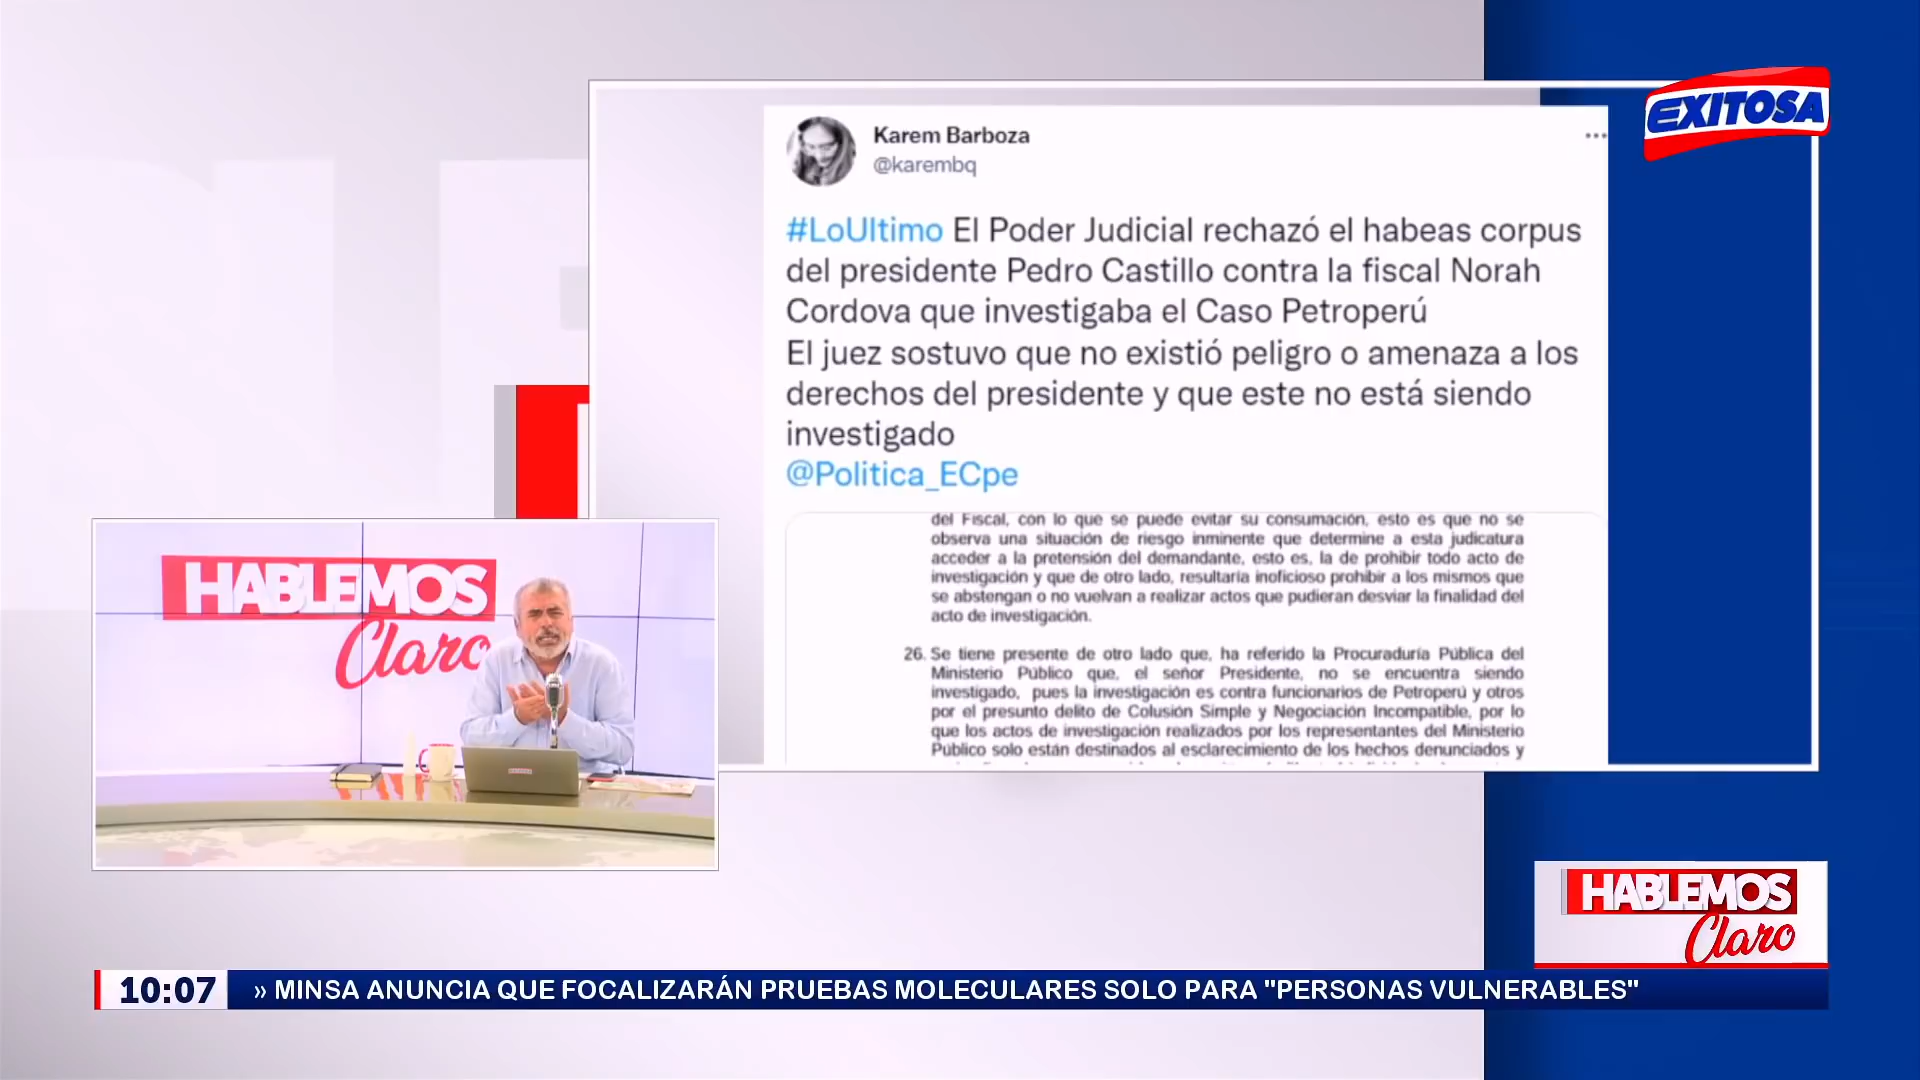 EXITOSA
Karem Barboza
@karembq
#LoUltimo El Poder Judicial rechazó el habeas corpus
del presidente Pedro Castillo contra la fiscal Norah
Cordova que investigaba el Caso Petroperú
El juez sostuvo que no existió peligro o amenaza a los
derechos del presidente y que este no está siendo
investigado
@Politica_ECpe
del Fiscal, con lo que se puede evitar su consumación, esto es que no se
observa una situación de riesgo inminente que determine a esta judicatura
acceder a la pretensión del demandante, esto es, la de prohibir todo acto de
investigación y que de otro lado, resultaría inoficioso prohibir a los mismos que
se abstengan o no vuelvan a realizar actos que pudieran desviar la finalidad del
acto de investigación.
26. Se tiene presente de otro lado que, ha referido la Procuraduría Pública del
Ministerio Público que, el señor Presidente, no se encuentra siendo
investigado, pues la investigación es contra funcionarios de Petroperú y otros
por el presunto delito de Colusión Simple y Negociación Incompatible, por lo
que los actos de investigación realizados por los representantes del Ministerio
Público solo están destinados al esclarecimiento de los hechos denunciados y
HABLEMOS
Claro
EXITOSA
HABLEMOS
Claro
10:07 » MINSA ANUNCIA QUE FOCALIZARÁN PRUEBAS MOLECULARES SOLO PARA "PERSONAS VULNERABLES"